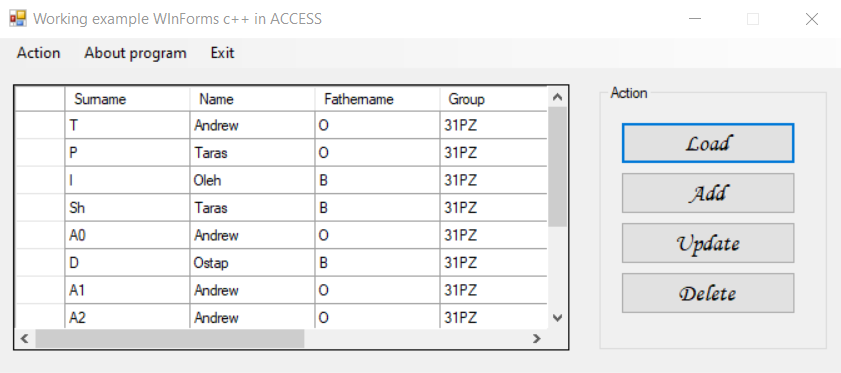 Working example WInForms c++ in ACCESS
Action About program Exit
Surname Name Fathername Group
T Andrew O 31PZ
P Taras O 31PZ
I Oleh B 31PZ
Sh Taras B 31PZ
A0 Andrew O 31PZ
D Ostap B 31PZ
A1 Andrew O 31PZ
A2 Andrew O 31PZ
Action
Load
Add
Update
Delete